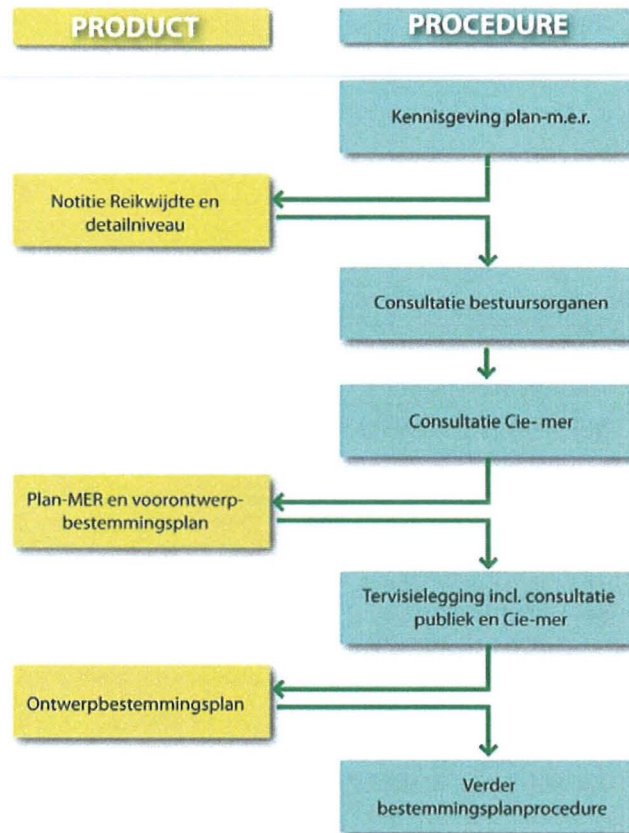 PRODUCT
PROCEDURE
Kennisgeving plan-m.e.r.
Notitie Reikwijdte en
detailniveau
Consultatie bestuursorganen
Consultatie Cie- mer
Plan-MER en voorontwerp-
bestemmingsplan
Tervisielegging incl. consultatie
publiek en Cie-mer
Ontwerpbestemmingsplan
Verder
bestemmingsplanprocedure